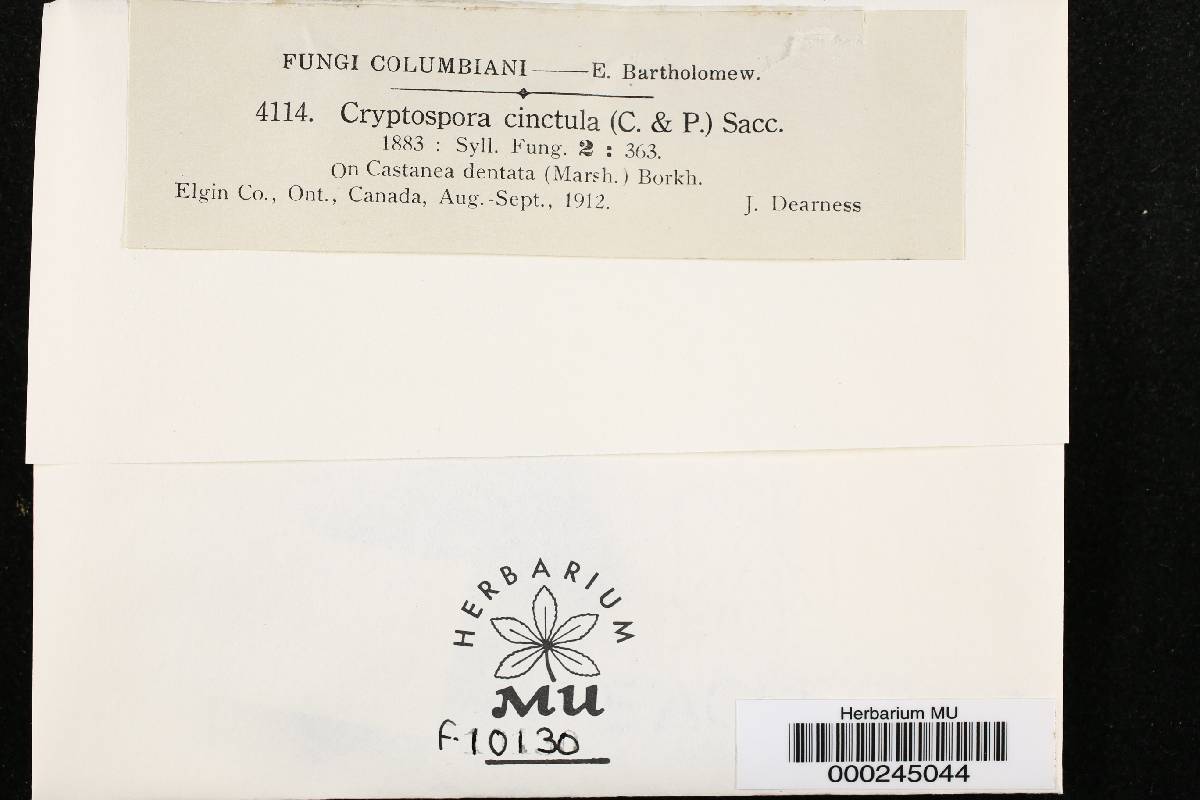 FUNGI COLUMBIANI——E. Bartholomew.
4114. Cryptospora cinctula (C. & P.) Sacc.
1883 : Syll. Fung. 2 : 363.
On Castanea dentata (Marsh.) Borkh.
Elgin Co., Ont., Canada, Aug.-Sept., 1912. J. Dearness
HERBARIUM
MU
F-10130
Herbarium MU
000245044